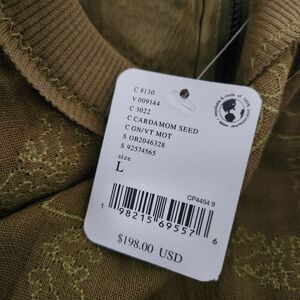 C 8130
V 009144
C 3022
C CARDAMOM SEED
C GN/VT MOT
S OB2046328
S 92574565
size
L
CP4454 9
1 98215 69557 6
$198.00 USD